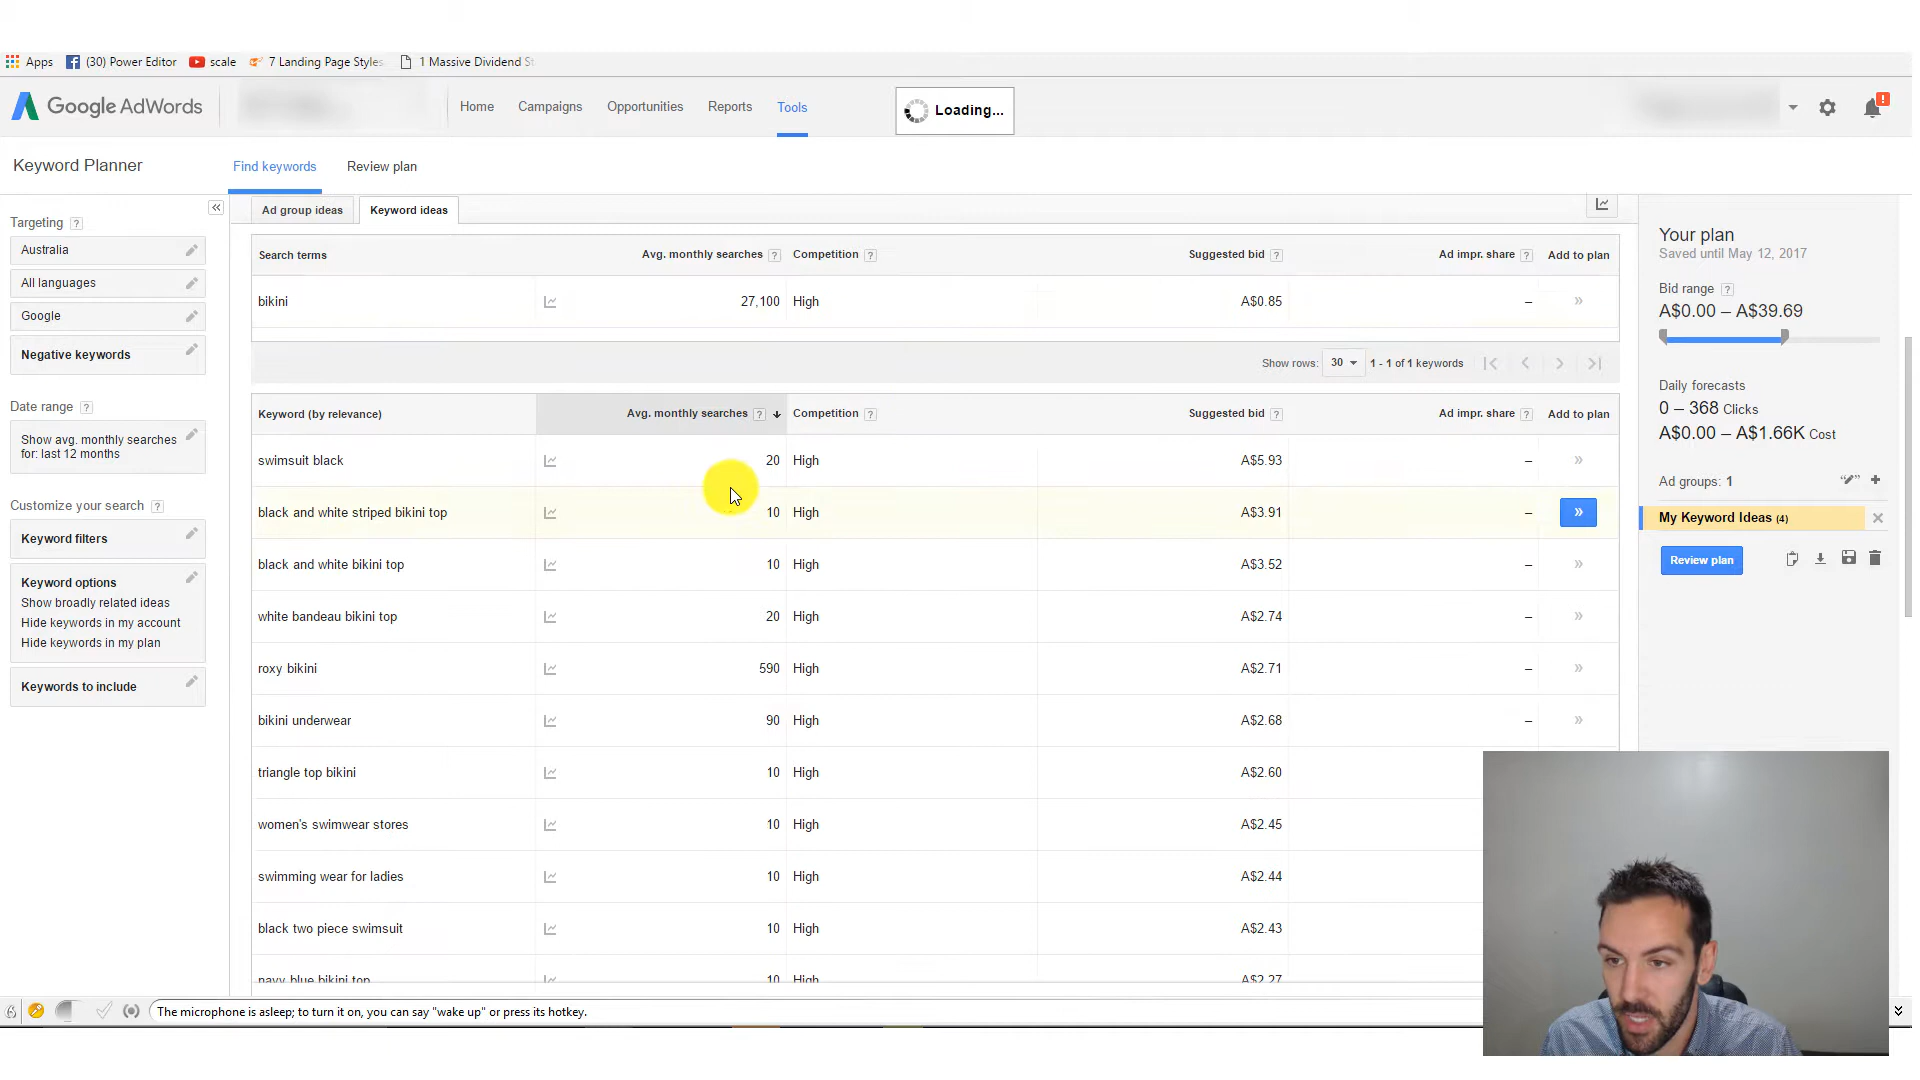 Apps (30) Power Editor scale 7 Landing Page Styles 1 Massive Dividend St
Google AdWords Home Campaigns Opportunities Reports Tools Loading... !
Keyword Planner Find keywords Review plan
Targeting ?
Australia
All languages
Google
Negative keywords
Date range ?
Show avg. monthly searches
for: last 12 months
Customize your search ?
Keyword filters
Keyword options
Show broadly related ideas
Hide keywords in my account
Hide keywords in my plan
Keywords to include
Ad group ideas Keyword ideas
Search terms Avg. monthly searches ? Competition ? Suggested bid ? Ad impr. share ? Add to plan
bikini 27,100 High A$0.85 – »
Show rows: 30 1 - 1 of 1 keywords
Keyword (by relevance) Avg. monthly searches ? Competition ? Suggested bid ? Ad impr. share ? Add to plan
swimsuit black 20 High A$5.93 – »
black and white striped bikini top 10 High A$3.91 – »
black and white bikini top 10 High A$3.52 – »
white bandeau bikini top 20 High A$2.74 – »
roxy bikini 590 High A$2.71 – »
bikini underwear 90 High A$2.68 – »
triangle top bikini 10 High A$2.60
women's swimwear stores 10 High A$2.45
swimming wear for ladies 10 High A$2.44
black two piece swimsuit 10 High A$2.43
navy blue bikini top 10 High A$2.27
Your plan
Saved until May 12, 2017
Bid range ?
A$0.00 – A$39.69
Daily forecasts
0 – 368 Clicks
A$0.00 – A$1.66K Cost
Ad groups: 1
My Keyword Ideas (4)
Review plan
The microphone is asleep; to turn it on, you can say "wake up" or press its hotkey.